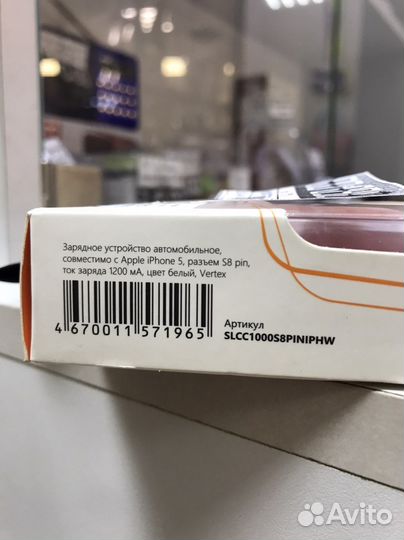 Зарядное устройство автомобильное,
совместимо с Apple iPhone 5, разъем S8 pin,
ток заряда 1200 мА, цвет белый, Vertex
4 670011 571965
Артикул
SLCC1000S8PINIPHW
Avito